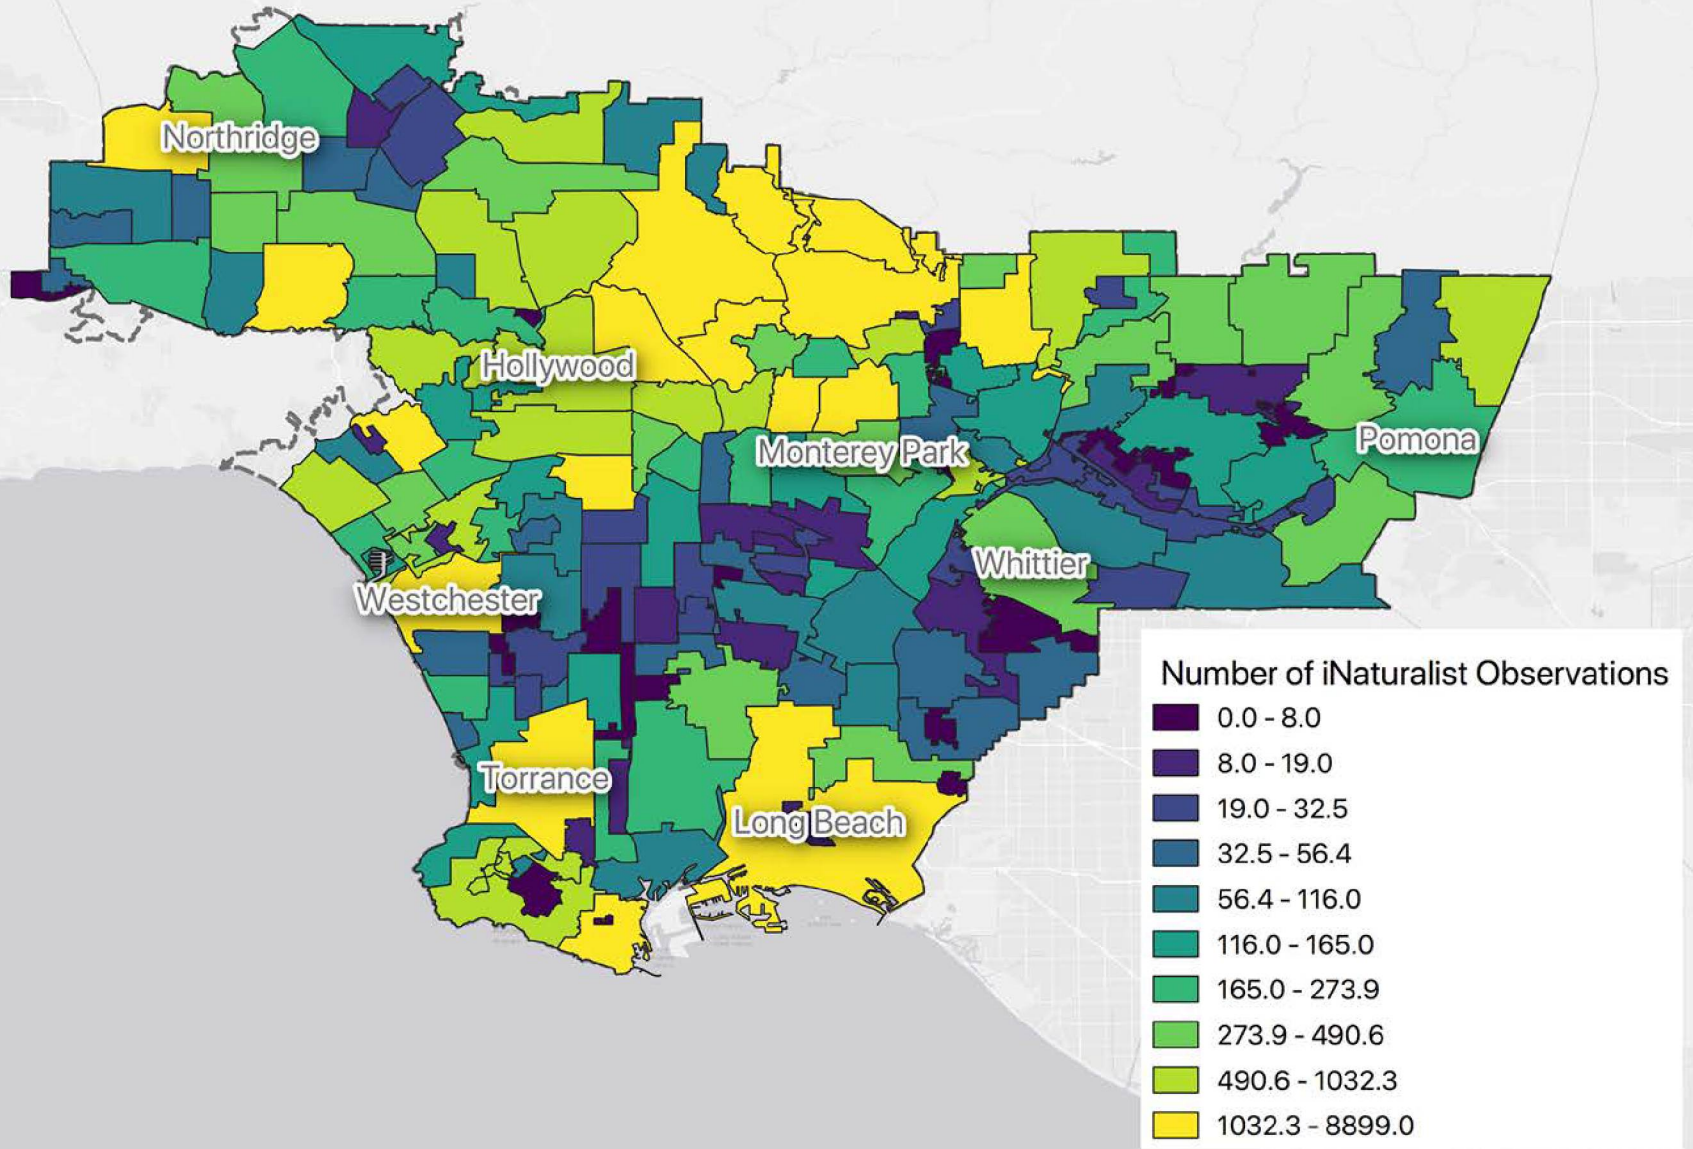 Northridge
Hollywood
Monterey Park
Pomona
Whittier
Westchester
Torrance
Long Beach
Number of iNaturalist Observations
0.0 - 8.0
8.0 - 19.0
19.0 - 32.5
32.5 - 56.4
56.4 - 116.0
116.0 - 165.0
165.0 - 273.9
273.9 - 490.6
490.6 - 1032.3
1032.3 - 8899.0